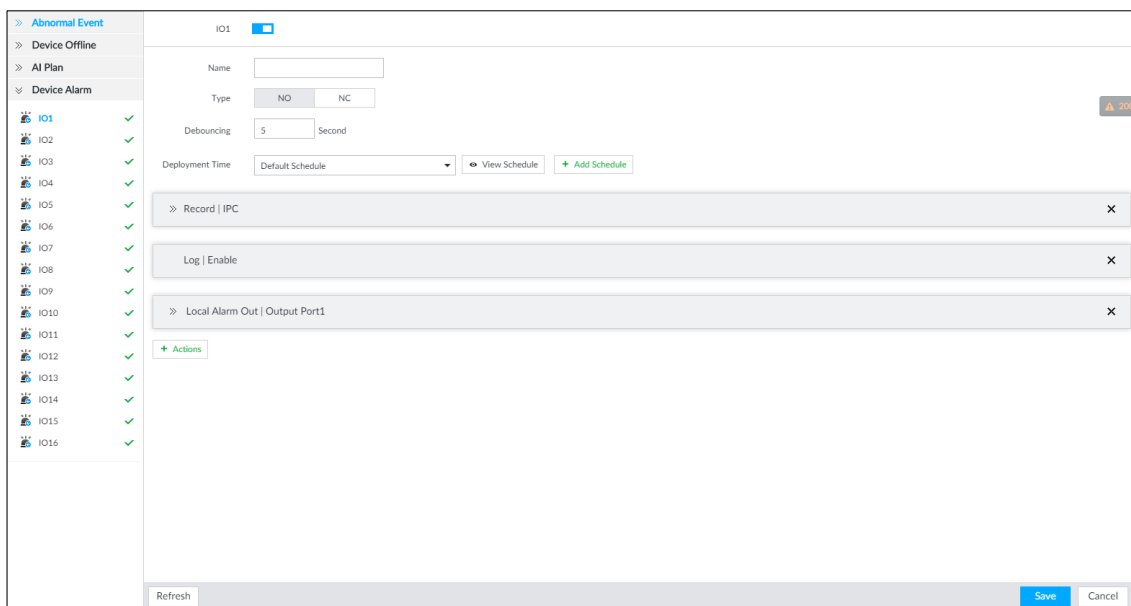 Abnormal Event
Device Offline
AI Plan
Device Alarm
IO1
IO2
IO3
IO4
IO5
IO6
IO7
IO8
IO9
IO10
IO11
IO12
IO13
IO14
IO15
IO16
IO1
Name
Type NO NC
Debouncing 5 Second
Deployment Time Default Schedule View Schedule + Add Schedule
Record | IPC
Log | Enable
Local Alarm Out | Output Port1
+ Actions
Refresh Save Cancel